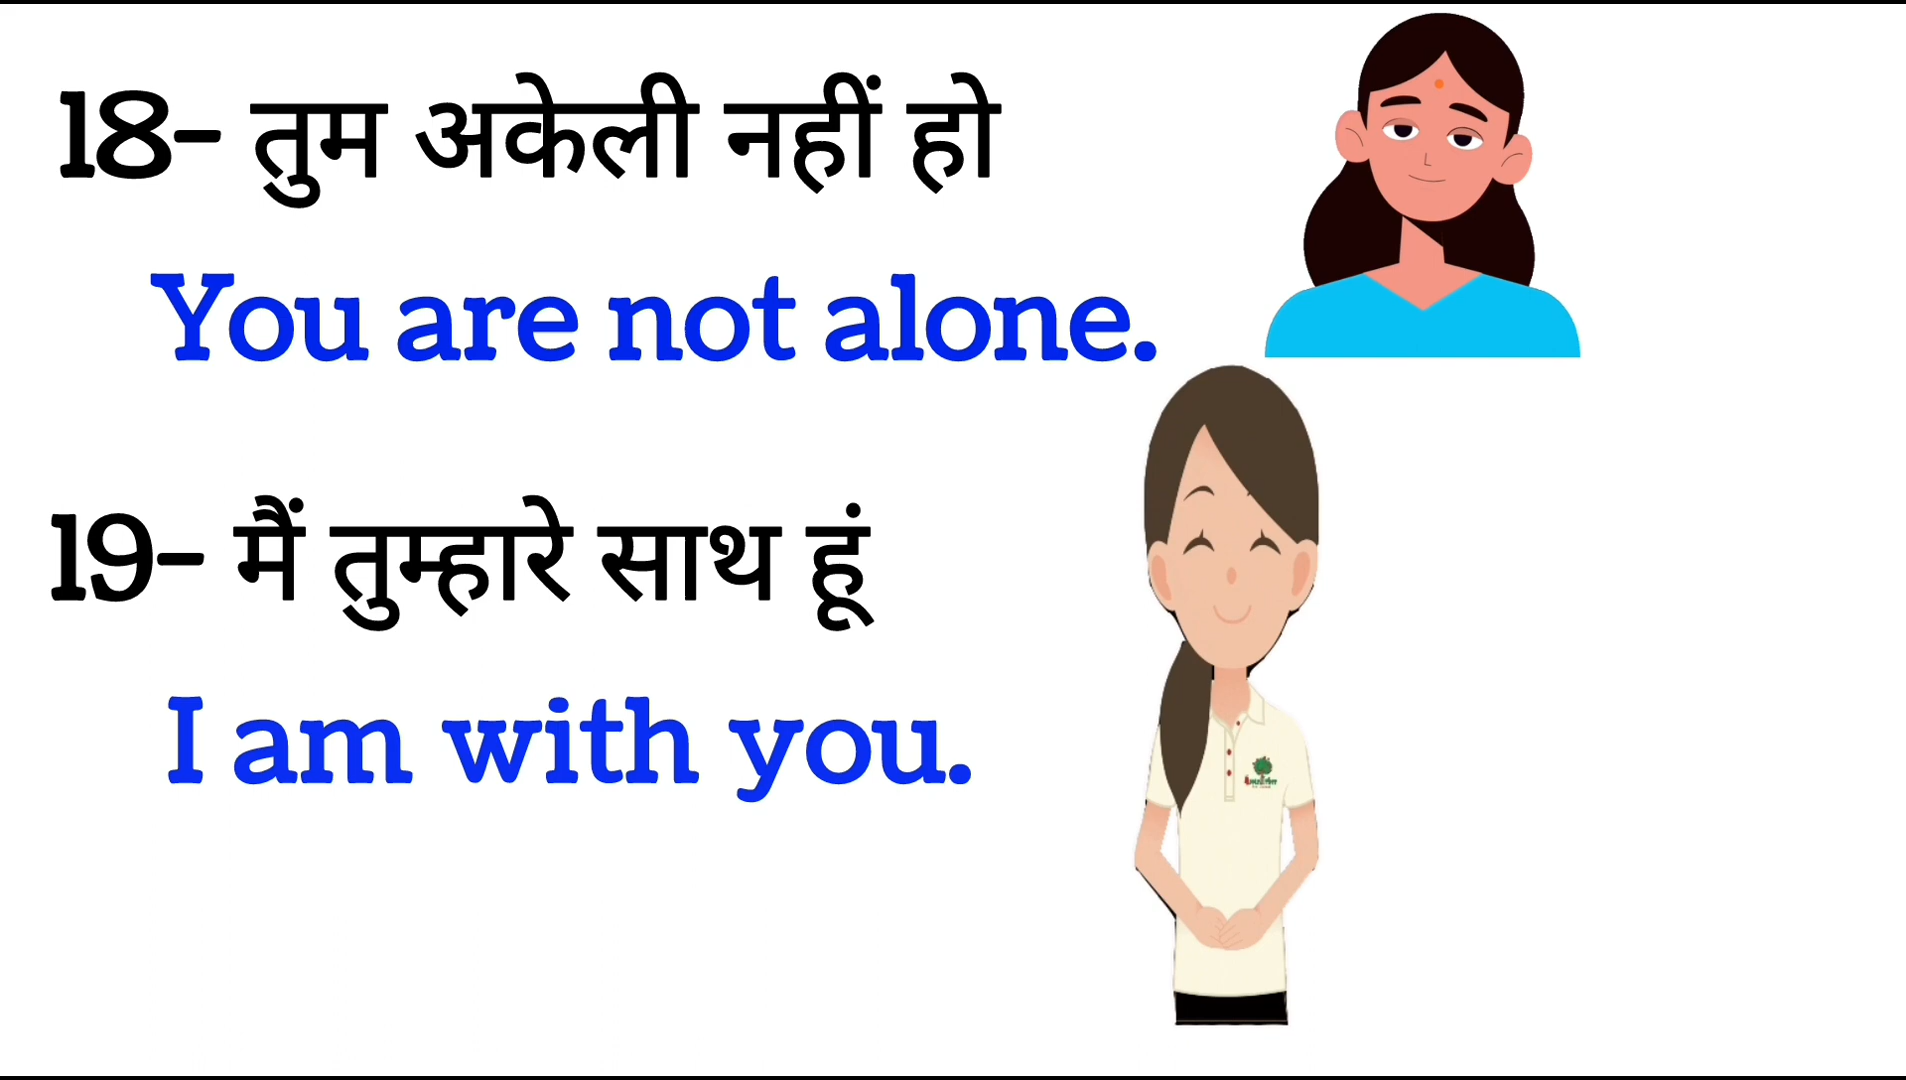 18- तुम अकेली नहीं हो
You are not alone.
19- मैं तुम्हारे साथ हूं
I am with you.